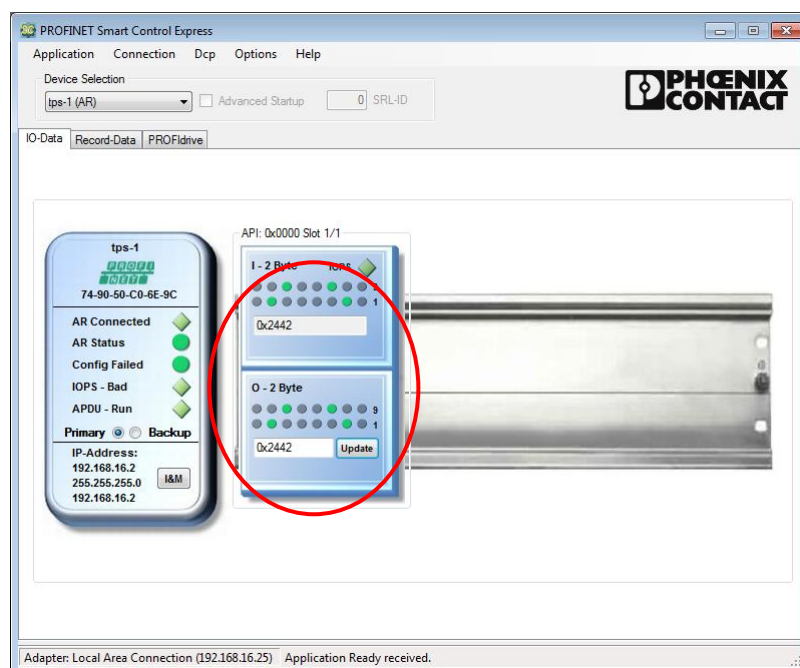 PROFINET Smart Control Express
Application Connection Dcp Options Help
Device Selection
tps-1 (AR)
Advanced Startup
0 SRL-ID
PHŒNIX
CONTACT
IO-Data Record-Data PROFIdrive
tps-1
PROFI
NET
74-90-50-C0-6E-9C
AR Connected
AR Status
Config Failed
IOPS - Bad
APDU - Run
Primary Backup
IP-Address:
192.168.16.2
255.255.255.0
192.168.16.2
I&M
API: 0x0000 Slot 1/1
I - 2 Byte IOPS
1
0x2442
O - 2 Byte
9
1
0x2442 Update
Adapter: Local Area Connection (192.168.16.25) Application Ready received.